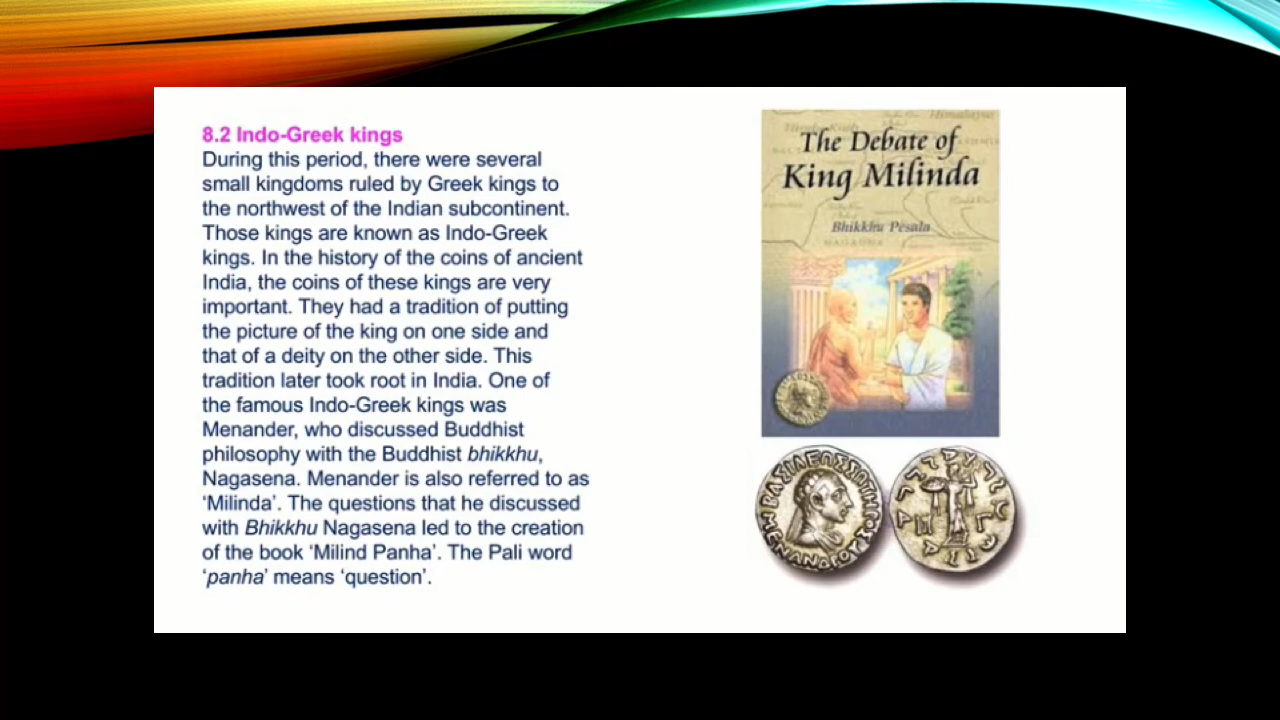 8.2 Indo-Greek kings
During this period, there were several
small kingdoms ruled by Greek kings to
the northwest of the Indian subcontinent.
Those kings are known as Indo-Greek
kings. In the history of the coins of ancient
India, the coins of these kings are very
important. They had a tradition of putting
the picture of the king on one side and
that of a deity on the other side. This
tradition later took root in India. One of
the famous Indo-Greek kings was
Menander, who discussed Buddhist
philosophy with the Buddhist bhikkhu,
Nagasena. Menander is also referred to as
‘Milinda’. The questions that he discussed
with Bhikkhu Nagasena led to the creation
of the book ‘Milind Panha’. The Pali word
‘panha’ means ‘question’.
The Debate of
King Milinda
Bhikkhu Pesala
ΒΑΣΙΛΕΩΣ ΣΩΤΗΡΟΣ
ΜΕΝΑΝΔΡΟΥ